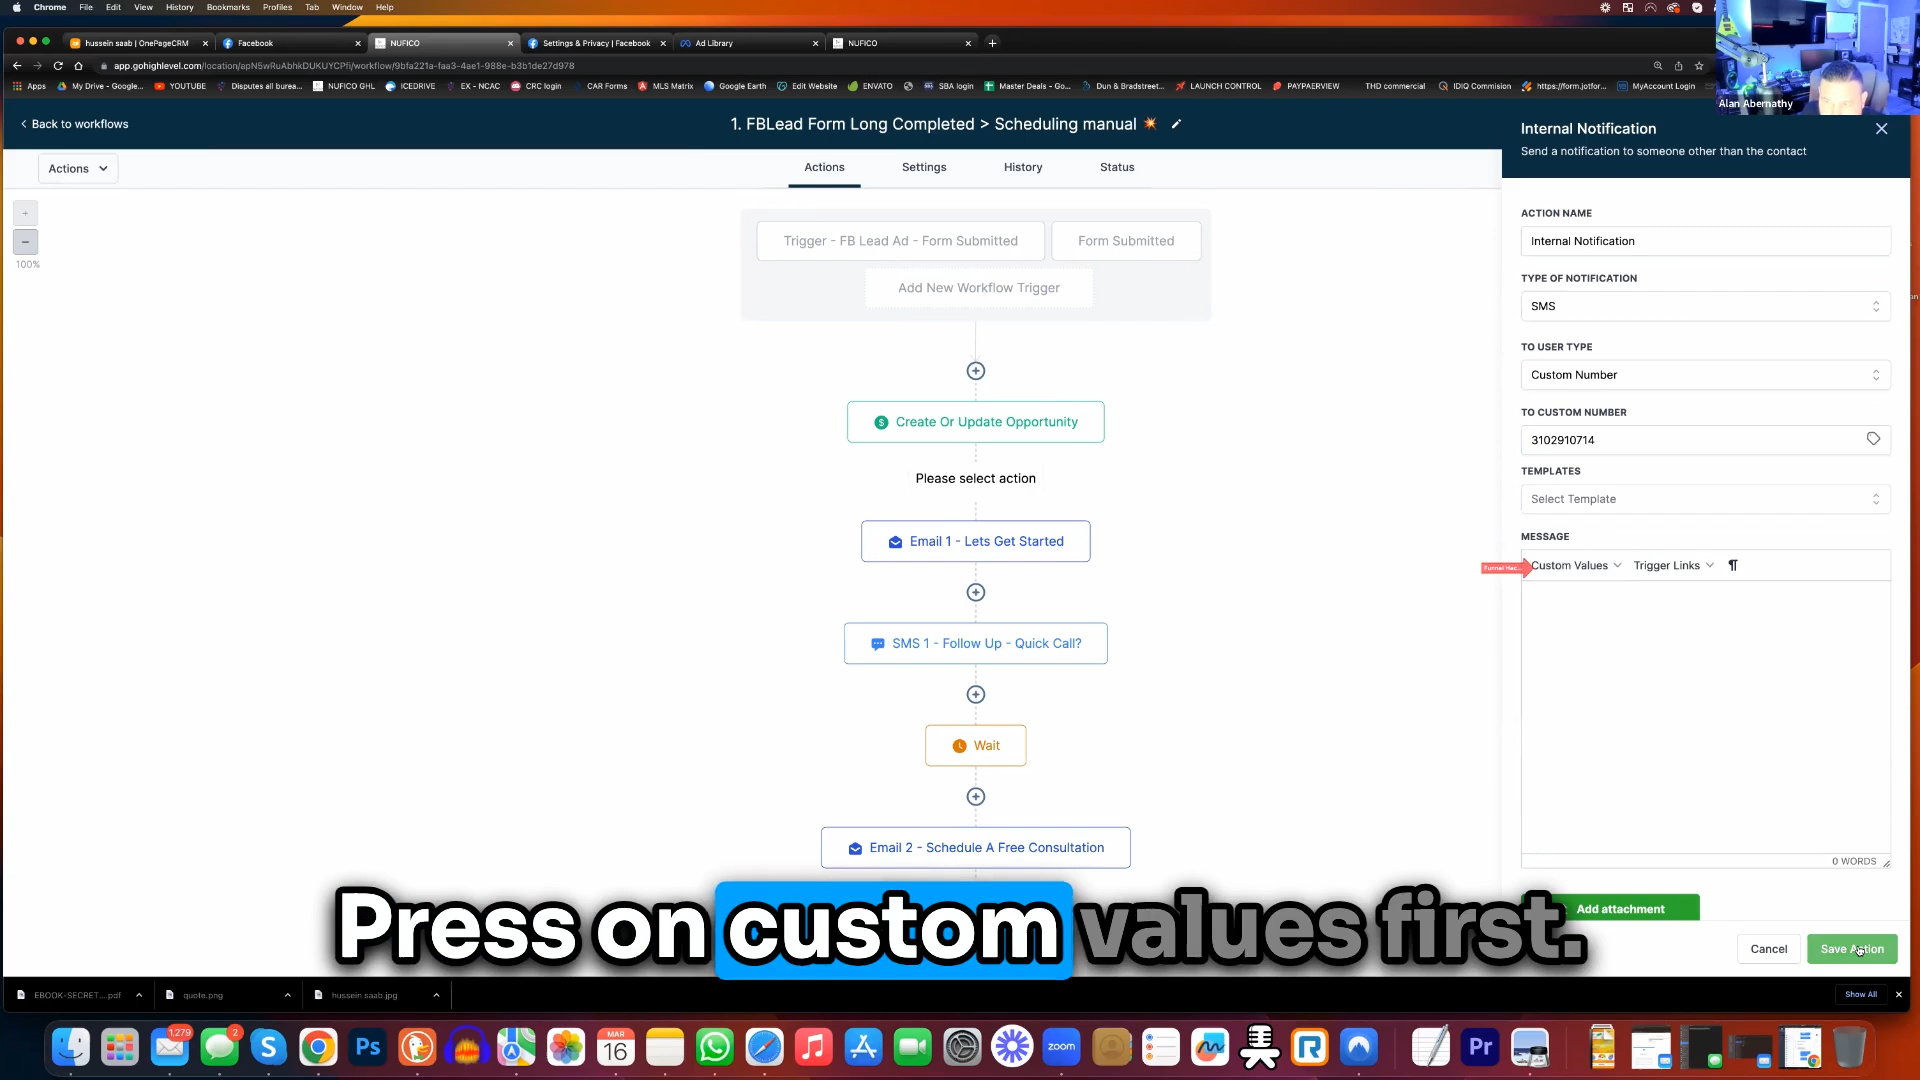 Chrome File Edit View History Bookmarks Profiles Tab Window Help
hussein saab | OnePageCRM
Facebook
NUFICO
Settings & Privacy | Facebook
Ad Library
NUFICO
app.gohighlevel.com/location/apN5wRuAbhkDUKUYCPfi/workflow/9bfa221a-faa3-4ae1-988e-b3b1de27d978
Apps
My Drive - Google...
YOUTUBE
Disputes all burea...
NUFICO GHL
ICEDRIVE
EX - NCAC
CRC login
CAR Forms
MLS Matrix
Google Earth
Edit Website
ENVATO
SBA login
Master Deals - Go...
Dun & Bradstreet...
LAUNCH CONTROL
PAYPAERVIEW
THD commercial
IDIQ Commision
https://form.jotfor...
MyAccount Login
Alan Abernathy
Back to workflows
1. FBLead Form Long Completed > Scheduling manual
Actions
Actions
Settings
History
Status
100%
Trigger - FB Lead Ad - Form Submitted
Form Submitted
Add New Workflow Trigger
Create Or Update Opportunity
Please select action
Email 1 - Lets Get Started
SMS 1 - Follow Up - Quick Call?
Wait
Email 2 - Schedule A Free Consultation
Internal Notification
Send a notification to someone other than the contact
ACTION NAME
Internal Notification
TYPE OF NOTIFICATION
SMS
TO USER TYPE
Custom Number
TO CUSTOM NUMBER
3102910714
TEMPLATES
Select Template
MESSAGE
Funnel Hac...
Custom Values
Trigger Links
0 WORDS
Add attachment
Cancel
Save Action
Press on custom values first.
EBOOK-SECRET....pdf
quote.png
hussein saab.jpg
Show All
1,279
2
Ps
MAR
16
zoom
Pr